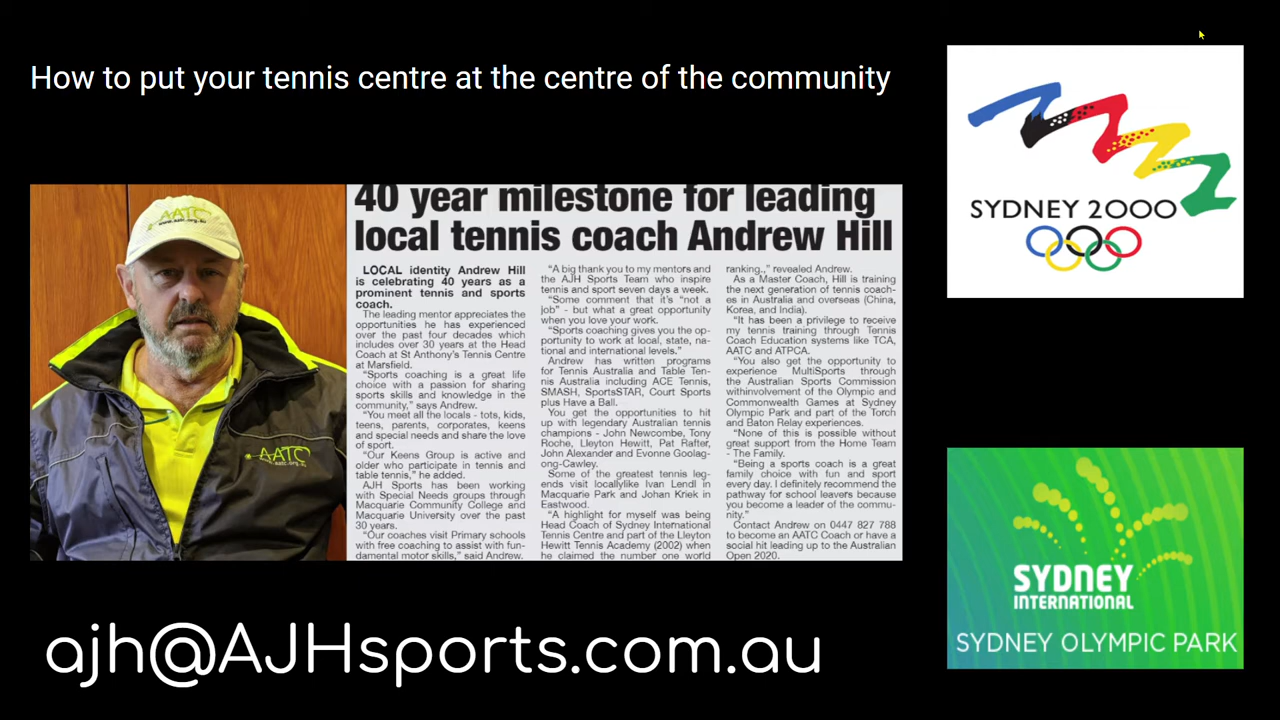 How to put your tennis centre at the centre of the community
AATC
www.aatc.org.au
AATC
aatc.org.au
40 year milestone for leading
local tennis coach Andrew Hill
LOCAL identity Andrew Hill
is celebrating 40 years as a
prominent tennis and sports
coach.
The leading mentor appreciates the
opportunities he has experienced
over the past four decades which
includes over 30 years at the Head
Coach at St Anthony's Tennis Centre
at Marsfield.
"Sports coaching is a great life
choice with a passion for sharing
sports skills and knowledge in the
community," says Andrew.
"You meet all the locals - tots, kids,
teens, parents, corporates, keens
and special needs and share the love
of sport.
"Our Keens Group is active and
older who participate in tennis and
table tennis," he added.
AJH Sports has been working
with Special Needs groups through
Macquarie Community College and
Macquarie University over the past
30 years.
"Our coaches visit Primary schools
with free coaching to assist with fun-
damental motor skills," said Andrew.
"A big thank you to my mentors and
the AJH Sports Team who inspire
tennis and sport seven days a week.
"Some comment that it's "not a
job" - but what a great opportunity
when you love your work.
"Sports coaching gives you the op-
portunity to work at local, state, na-
tional and international levels."
Andrew has written programs
for Tennis Australia and Table Ten-
nis Australia including ACE Tennis,
SMASH, SportsSTAR, Court Sports
plus Have a Ball.
You get the opportunities to hit
up with legendary Australian tennis
champions - John Newcombe, Tony
Roche, Lleyton Hewitt, Pat Rafter,
John Alexander and Evonne Goolag-
ong-Cawley.
Some of the greatest tennis leg-
ends visit locallylike Ivan Lendl in
Macquarie Park and Johan Kriek in
Eastwood.
"A highlight for myself was being
Head Coach of Sydney International
Tennis Centre and part of the Lleyton
Hewitt Tennis Academy (2002) when
he claimed the number one world
ranking.," revealed Andrew.
As a Master Coach, Hill is training
the next generation of tennis coach-
es in Australia and overseas (China,
Korea, and India).
"It has been a privilege to receive
my tennis training through Tennis
Coach Education systems like TCA,
AATC and ATPCA.
"You also get the opportunity to
experience MultiSports through
the Australian Sports Commission
withinvolvement of the Olympic and
Commonwealth Games at Sydney
Olympic Park and part of the Torch
and Baton Relay experiences.
"None of this is possible without
great support from the Home Team
- The Family.
"Being a sports coach is a great
family choice with fun and sport
every day. I definitely recommend the
pathway for school leavers because
you become a leader of the commu-
nity."
Contact Andrew on 0447 827 788
to become an AATC Coach or have a
social hit leading up to the Australian
Open 2020.
SYDNEY 2000
SYDNEY
INTERNATIONAL
SYDNEY OLYMPIC PARK
ajh@AJHsports.com.au